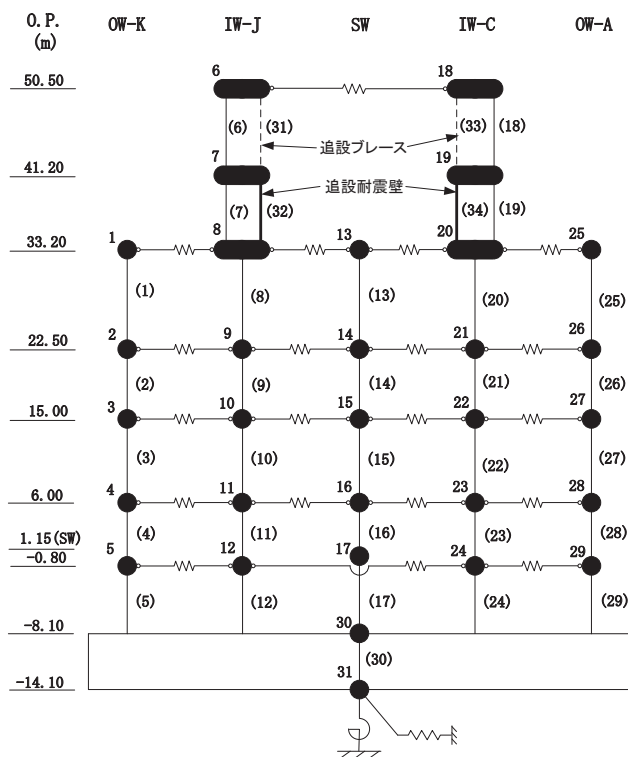 O.P. OW-K IW-J SW IW-C OW-A
(m)
50.50 6 18
(6) (31) (33) (18)
追設ブレース
41.20 7 19
追設耐震壁
(7) (32) (34) (19)
33.20 1 8 13 20 25
(1) (8) (13) (20) (25)
22.50 2 9 14 21 26
(2) (9) (14) (21) (26)
15.00 3 10 15 22 27
(3) (10) (15) (22) (27)
6.00 4 11 16 23 28
(4) (11) (16) (23) (28)
1.15(SW) 17
-0.80 5 12 24 29
(5) (12) (17) (24) (29)
-8.10 30
(30)
-14.10 31